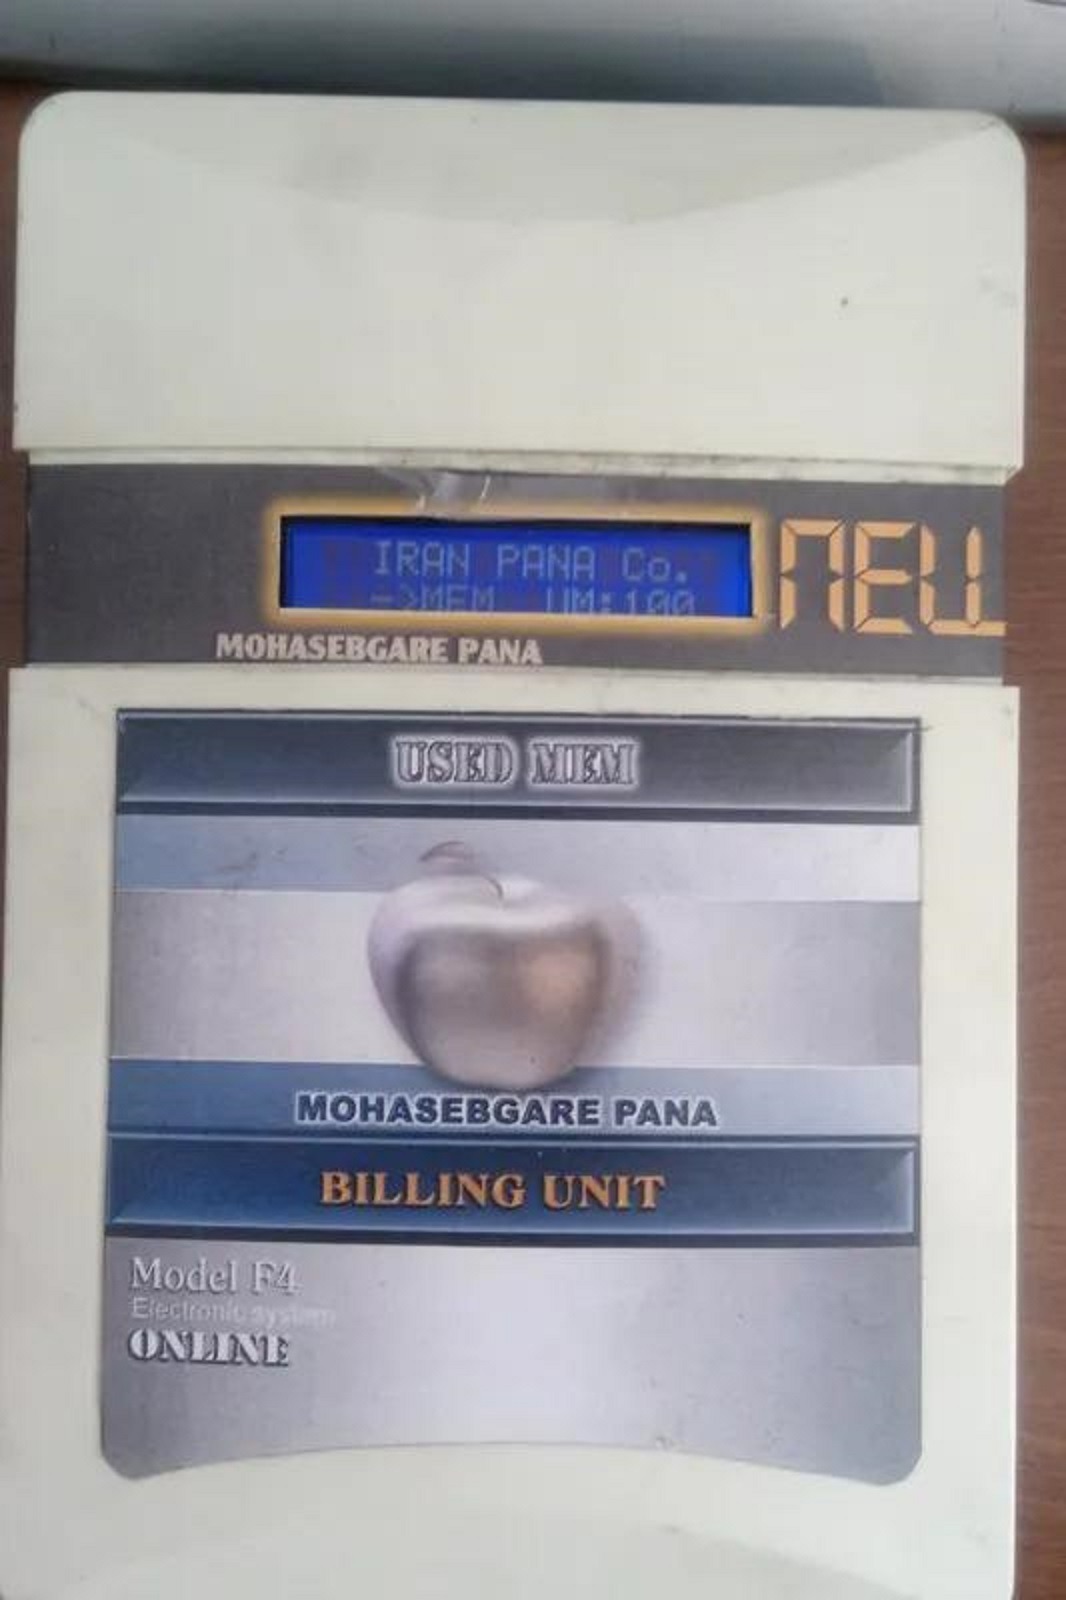 IRAN PANA Co.
->MEM UM:100
NEW
MOHASEBGARE PANA
USED MEM
MOHASEBGARE PANA
BILLING UNIT
Model F4
Electronic system
ONLINE